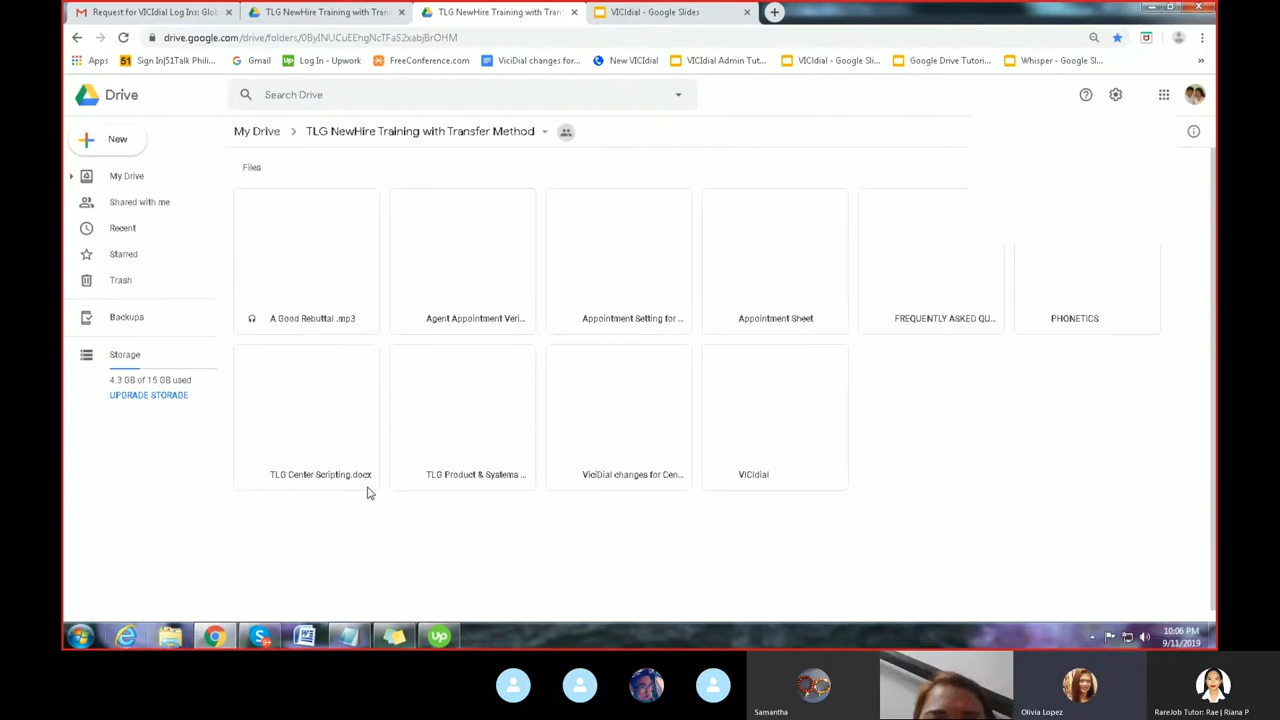 Request for VICIdial Log Ins: Glob
TLG NewHire Training with Tran
TLG NewHire Training with Tran
VICIdial - Google Slides
drive.google.com/drive/folders/0ByINUCuEEhgNcTFaS2xabjBrOHM
Apps
Sign In|51Talk Phili...
Gmail
Log In - Upwork
FreeConference.com
ViciDial changes for...
New VICIdial
VICIdial Admin Tut...
VICIdial - Google Sli...
Google Drive Tutori...
Whisper - Google Sl...
»
Drive
Search Drive
New
My Drive
TLG NewHire Training with Transfer Method
Files
My Drive
Shared with me
Recent
Starred
Trash
Backups
Storage
4.3 GB of 15 GB used
UPGRADE STORAGE
A Good Rebuttal .mp3
Agent Appointment Veri...
Appointment Setting for ...
Appointment Sheet
FREQUENTLY ASKED QU...
PHONETICS
TLG Center Scripting.docx
TLG Product & Systems ...
ViciDial changes for Cen...
VICIdial
10:06 PM
9/11/2019
Samantha
Olivia Lopez
RareJob Tutor: Rae | Riana P